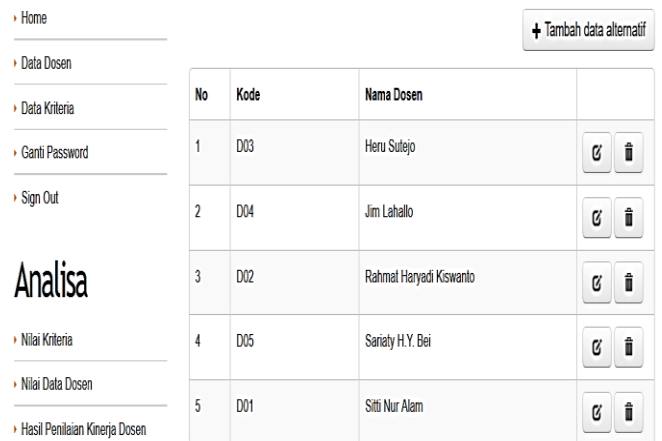 Home
Data Dosen
Data Kriteria
Ganti Password
Sign Out
Analisa
Nilai Kriteria
Nilai Data Dosen
Hasil Penilaian Kinerja Dosen
Tambah data alternatif
No Kode Nama Dosen
1 D03 Heru Sutejo
2 D04 Jim Lahallo
3 D02 Rahmat Haryadi Kiswanto
4 D05 Sariaty H.Y. Bei
5 D01 Sitti Nur Alam